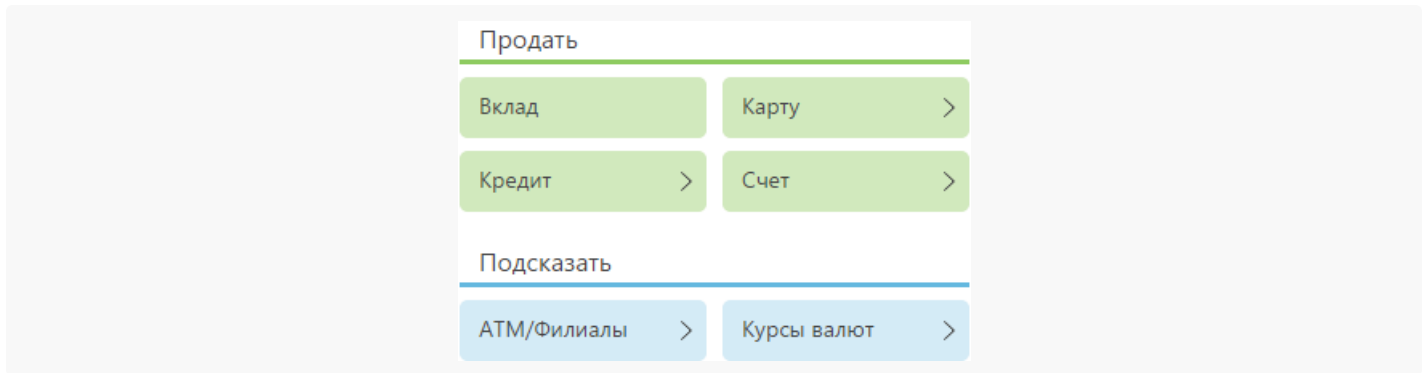 Продать
Вклад
Карту
Кредит
Счет
Подсказать
АТМ/Филиалы
Курсы валют